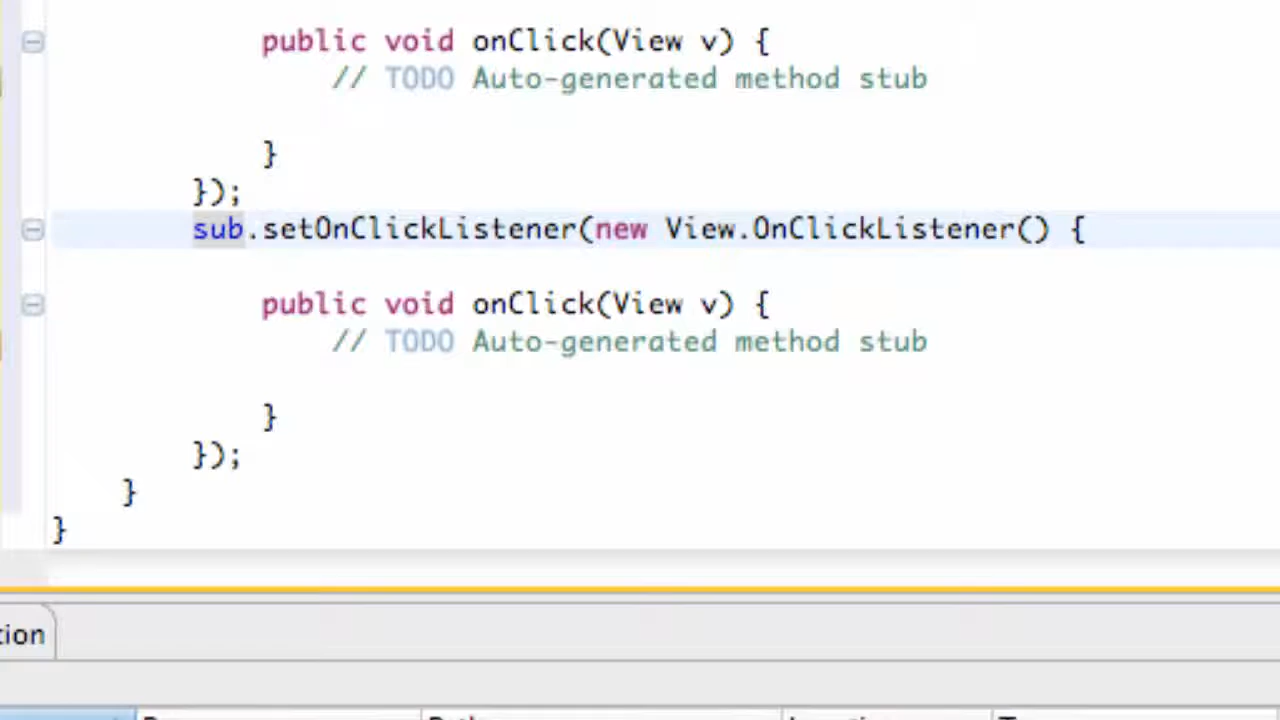 public void onClick(View v) {
// TODO Auto-generated method stub
}
});
sub.setOnClickListener(new View.OnClickListener() {
public void onClick(View v) {
// TODO Auto-generated method stub
}
});
}
}
tion